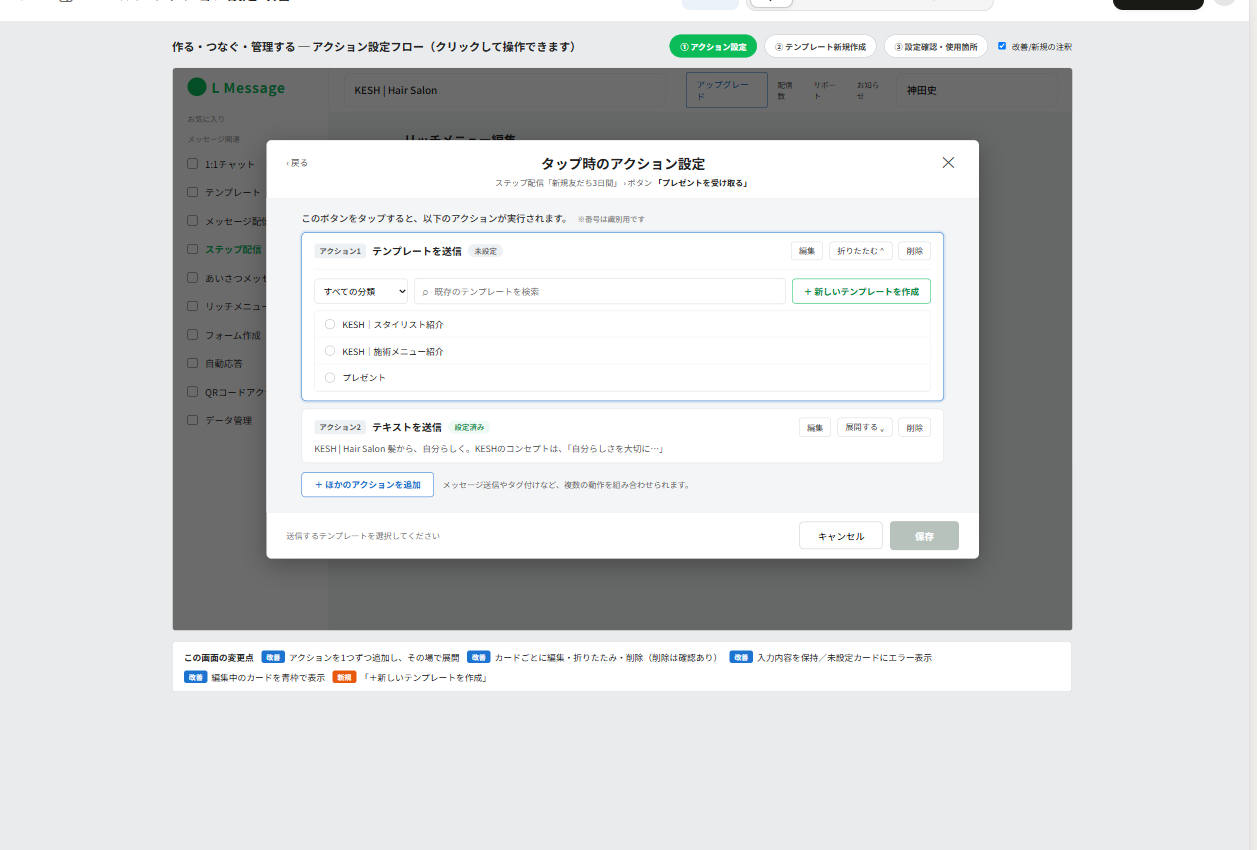 作る・つなぐ・管理する — アクション設定フロー（クリックして操作できます）
① アクション設定
② テンプレート新規作成
③ 設定確認・使用箇所
改善/新規の注釈
L Message
KESH | Hair Salon
アップグレード
配信数
サポート
お知らせ
神田史
お気に入り
メッセージ関連
1:1チャット
テンプレート
メッセージ配信
ステップ配信
あいさつメッセ
リッチメニュー
フォーム作成
自動応答
QRコードアク
データ管理
リッチメニュー編集
‹ 戻る
タップ時のアクション設定
ステップ配信「新規友だち3日間」 › ボタン 「プレゼントを受け取る」
このボタンをタップすると、以下のアクションが実行されます。 ※番号は識別用です
アクション1 テンプレートを送信 未設定
編集
折りたたむ ^
削除
すべての分類
既存のテンプレートを検索
＋ 新しいテンプレートを作成
KESH｜スタイリスト紹介
KESH｜施術メニュー紹介
プレゼント
アクション2 テキストを送信 設定済み
編集
展開する
削除
KESH | Hair Salon 髪から、自分らしく。KESHのコンセプトは、「自分らしさを大切に…」
＋ ほかのアクションを追加
メッセージ送信やタグ付けなど、複数の動作を組み合わせられます。
送信するテンプレートを選択してください
キャンセル
保存
この画面の変更点 改善 アクションを1つずつ追加し、その場で展開 改善 カードごとに編集・折りたたみ・削除（削除は確認あり） 改善 入力内容を保持／未設定カードにエラー表示
改善 編集中のカードを青枠で表示 新規 「＋新しいテンプレートを作成」